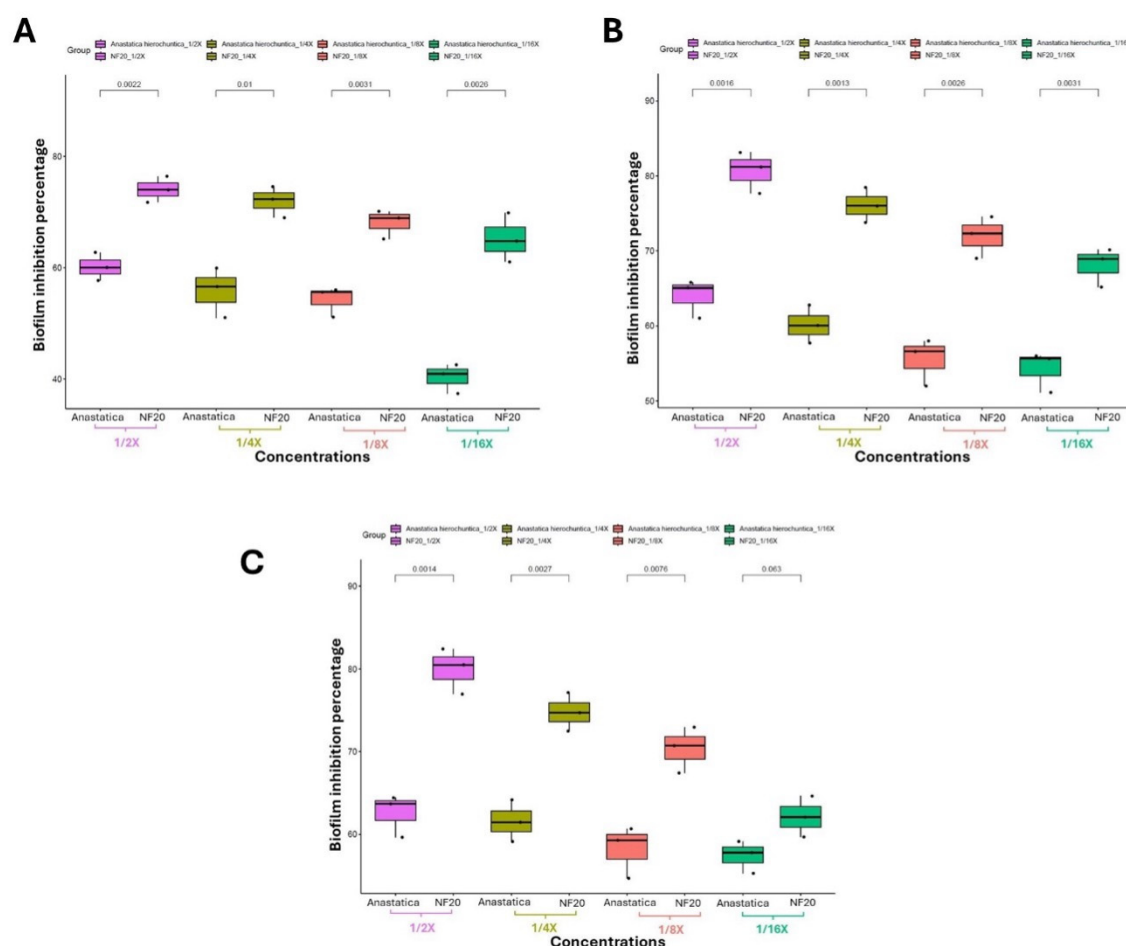 A
Group
Anastatica hierochuntica_1/2X Anastatica hierochuntica_1/4X Anastatica hierochuntica_1/8X Anastatica hierochuntica_1/16X
NF20_1/2X NF20_1/4X NF20_1/8X NF20_1/16X
0.0022 0.01 0.0031 0.0026
Biofilm inhibition percentage
80
60
40
Anastatica NF20 Anastatica NF20 Anastatica NF20 Anastatica NF20
1/2X 1/4X 1/8X 1/16X
Concentrations
B
Group
Anastatica hierochuntica_1/2X Anastatica hierochuntica_1/4X Anastatica hierochuntica_1/8X Anastatica hierochuntica_1/16
NF20_1/2X NF20_1/4X NF20_1/8X NF20_1/16X
0.0016 0.0013 0.0026 0.0031
Biofilm inhibition percentage
90
80
70
60
50
Anastatica NF20 Anastatica NF20 Anastatica NF20 Anastatica NF20
1/2X 1/4X 1/8X 1/16X
Concentrations
C
Group
Anastatica hierochuntica_1/2X Anastatica hierochuntica_1/4X Anastatica hierochuntica_1/8X Anastatica hierochuntica_1/16X
NF20_1/2X NF20_1/4X NF20_1/8X NF20_1/16X
0.0014 0.0027 0.0076 0.063
Biofilm inhibition percentage
90
80
70
60
Anastatica NF20 Anastatica NF20 Anastatica NF20 Anastatica NF20
1/2X 1/4X 1/8X 1/16X
Concentrations